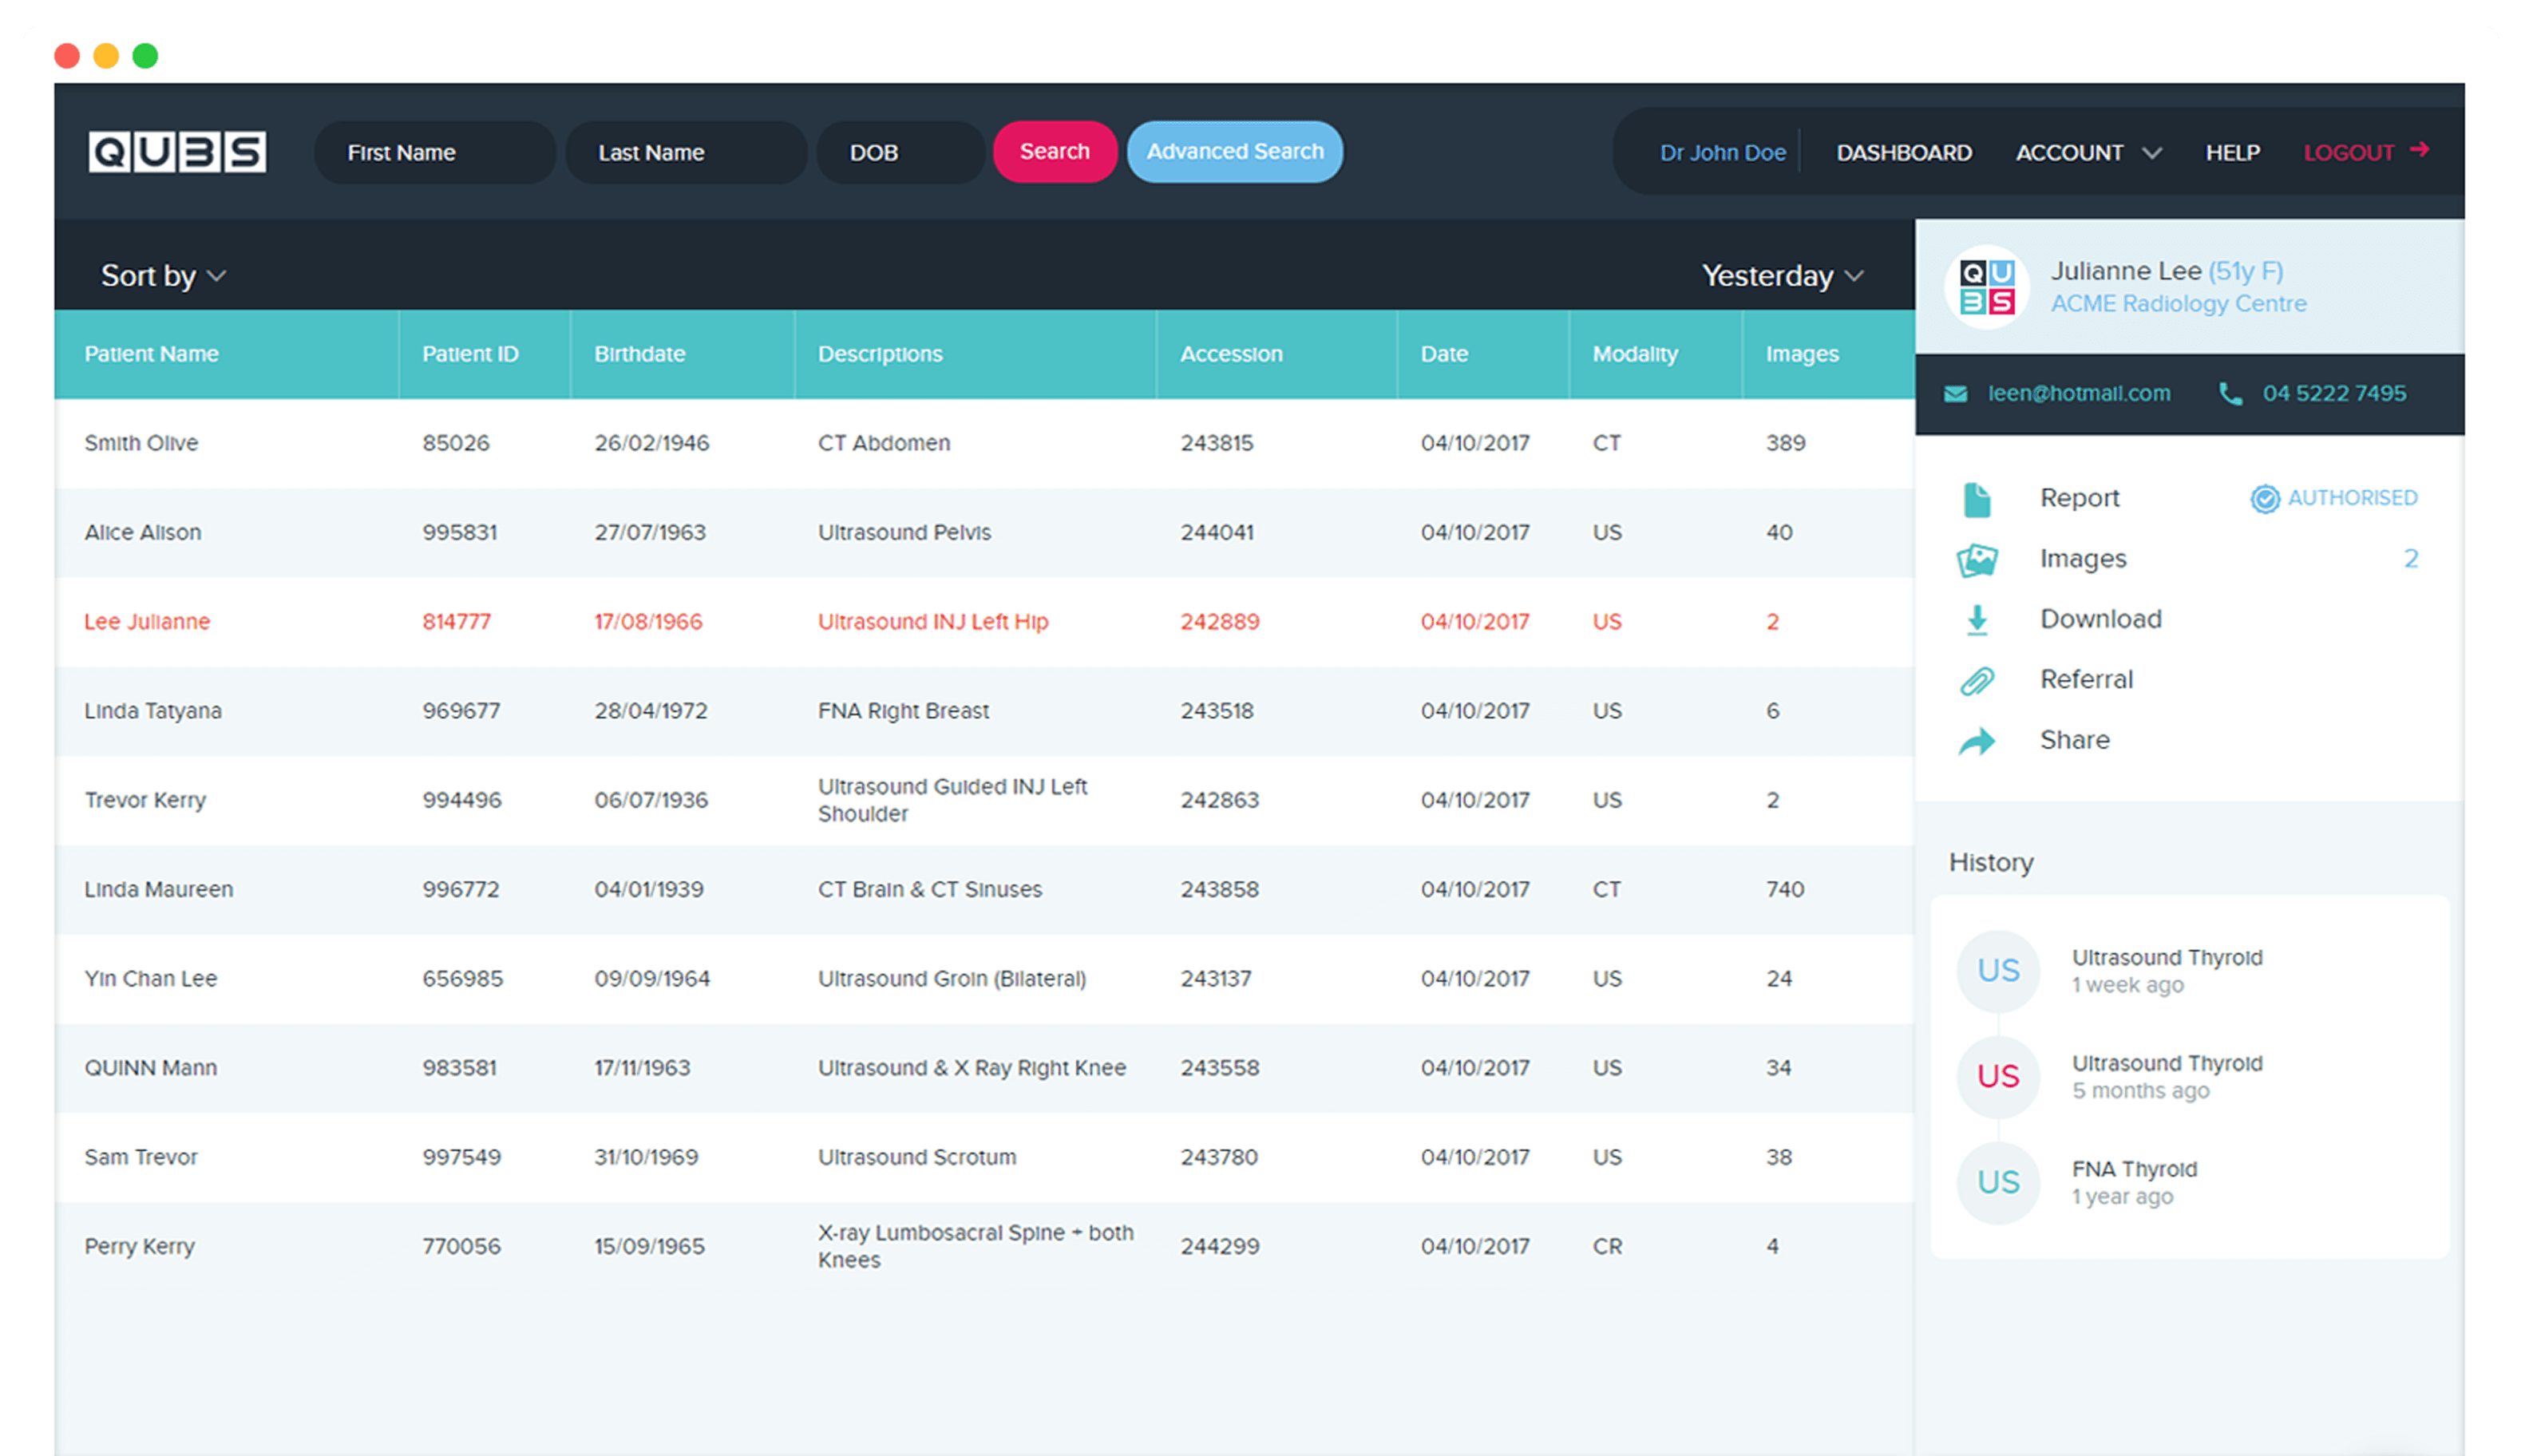 QUBS First Name Last Name DOB Search Advanced Search Dr John Doe DASHBOARD ACCOUNT HELP LOGOUT
Sort by Yesterday
Patient Name Patient ID Birthdate Descriptions Accession Date Modality Images
Smith Olive 85026 26/02/1946 CT Abdomen 243815 04/10/2017 CT 389
Alice Alison 995831 27/07/1963 Ultrasound Pelvis 244041 04/10/2017 US 40
Lee Julianne 814777 17/08/1966 Ultrasound INJ Left Hip 242889 04/10/2017 US 2
Linda Tatyana 969677 28/04/1972 FNA Right Breast 243518 04/10/2017 US 6
Trevor Kerry 994496 06/07/1936 Ultrasound Guided INJ Left
Shoulder 242863 04/10/2017 US 2
Linda Maureen 996772 04/01/1939 CT Brain & CT Sinuses 243858 04/10/2017 CT 740
Yin Chan Lee 656985 09/09/1964 Ultrasound Groin (Bilateral) 243137 04/10/2017 US 24
QUINN Mann 983581 17/11/1963 Ultrasound & X Ray Right Knee 243558 04/10/2017 US 34
Sam Trevor 997549 31/10/1969 Ultrasound Scrotum 243780 04/10/2017 US 38
Perry Kerry 770056 15/09/1965 X-ray Lumbosacral Spine + both
Knees 244299 04/10/2017 CR 4
QU
BS
Julianne Lee (51y F)
ACME Radiology Centre
leen@hotmail.com 04 5222 7495
Report AUTHORISED
Images 2
Download
Referral
Share
History
US Ultrasound Thyroid
1 week ago
US Ultrasound Thyroid
5 months ago
US FNA Thyroid
1 year ago